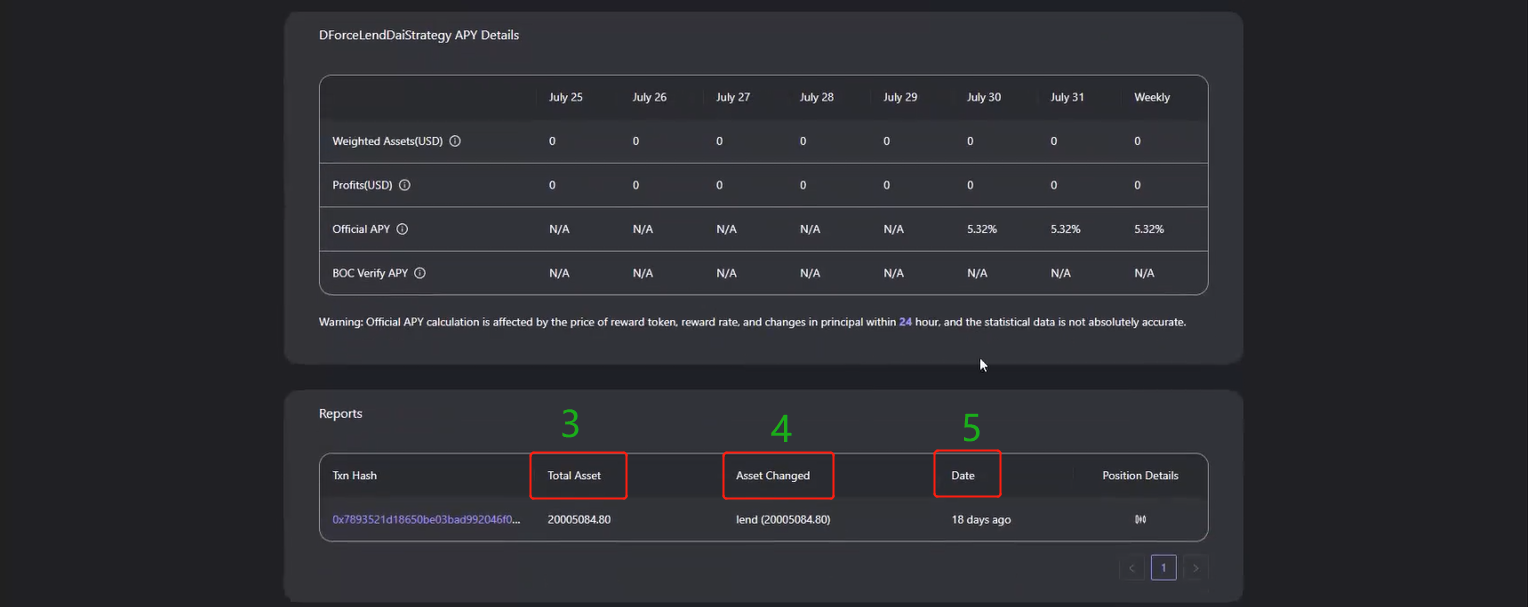 DForceLendDaiStrategy APY Details
July 25 July 26 July 27 July 28 July 29 July 30 July 31 Weekly
Weighted Assets(USD) 0 0 0 0 0 0 0 0
Profits(USD) 0 0 0 0 0 0 0 0
Official APY N/A N/A N/A N/A N/A 5.32% 5.32% 5.32%
BOC Verify APY N/A N/A N/A N/A N/A N/A N/A N/A
Warning: Official APY calculation is affected by the price of reward token, reward rate, and changes in principal within 24 hour, and the statistical data is not absolutely accurate.
Reports
3 4 5
Txn Hash Total Asset Asset Changed Date Position Details
0x7893521d18650be03bad992046f0... 20005084.80 lend (20005084.80) 18 days ago
< 1 >